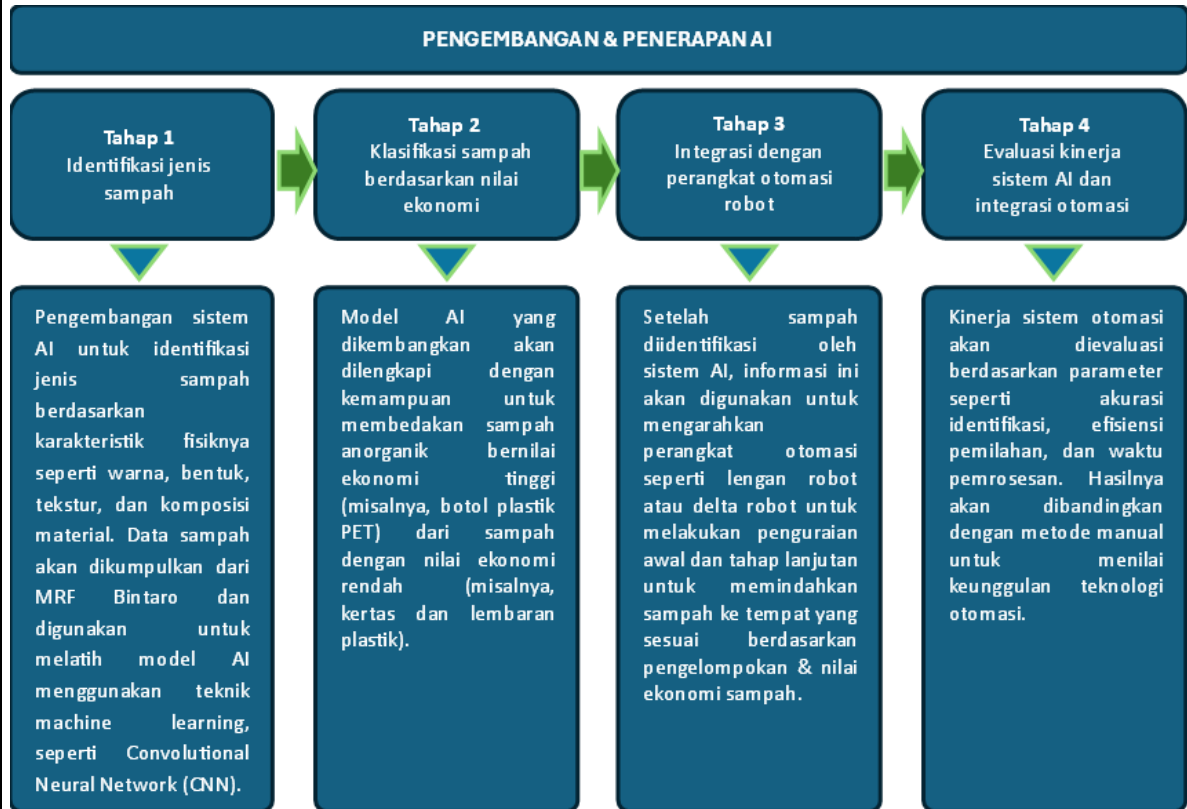 PENGEMBANGAN & PENERAPAN AI
Tahap 1
Identifikasi jenis
sampah
Tahap 2
Klasifikasi sampah
berdasarkan nilai
ekonomi
Tahap 3
Integrasi dengan
perangkat otomasi
robot
Tahap 4
Evaluasi kinerja
sistem AI dan
integrasi otomasi
Pengembangan sistem
AI untuk identifikasi
jenis sampah
berdasarkan
karakteristik fisiknya
seperti warna, bentuk,
tekstur, dan komposisi
material. Data sampah
akan dikumpulkan dari
MRF Bintaro dan
digunakan untuk
melatih model AI
menggunakan teknik
machine learning,
seperti Convolutional
Neural Network (CNN).
Model AI yang
dikembangkan akan
dilengkapi dengan
kemampuan untuk
membedakan sampah
anorganik bernilai
ekonomi tinggi
(misalnya, botol plastik
PET) dari sampah
dengan nilai ekonomi
rendah (misalnya,
kertas dan lembaran
plastik).
Setelah sampah
diidentifikasi oleh
sistem AI, informasi ini
akan digunakan untuk
mengarahkan
perangkat otomasi
seperti lengan robot
atau delta robot untuk
melakukan penguraian
awal dan tahap lanjutan
untuk memindahkan
sampah ke tempat yang
sesuai berdasarkan
pengelompokan & nilai
ekonomi sampah.
Kinerja sistem otomasi
akan dievaluasi
berdasarkan parameter
seperti akurasi
identifikasi, efisiensi
pemilahan, dan waktu
pemrosesan. Hasilnya
akan dibandingkan
dengan metode manual
untuk menilai
keunggulan teknologi
otomasi.